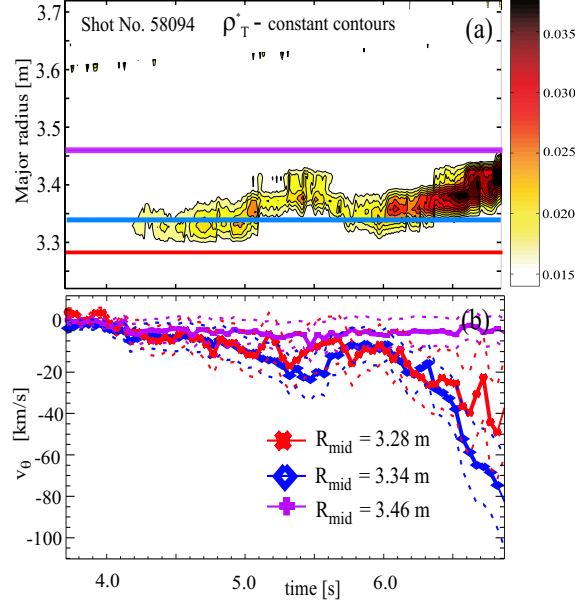 Shot No. 58094 ρ*T - constant contours (a)
3.7
3.6
3.5
3.4
3.3
Major radius [m]
0.035
0.030
0.025
0.020
0.015
(b)
0
-20
-40
-60
-80
-100
vθ [km/s]
Rmid = 3.28 m
Rmid = 3.34 m
Rmid = 3.46 m
4.0 5.0 6.0
time [s]